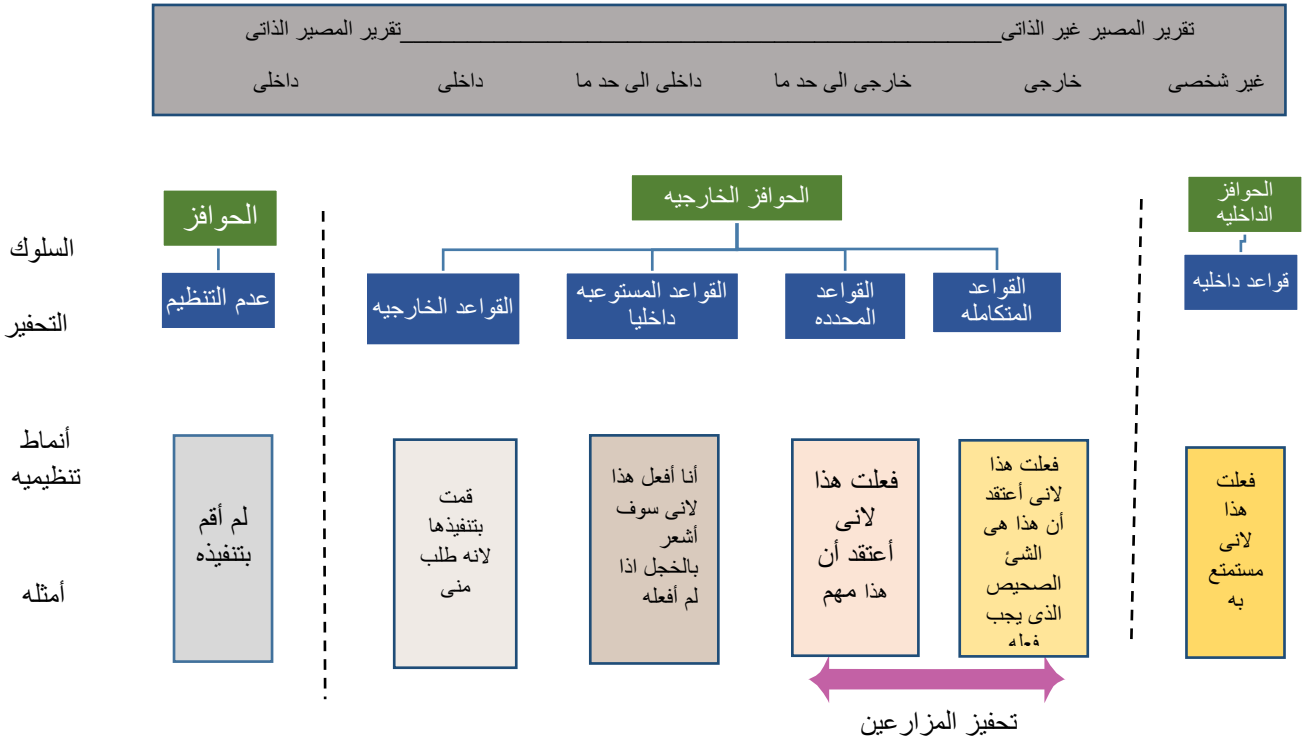 تقرير المصير غير الذاتى__________________________________________تقرير المصير الذاتى
غير شخصى خارجى خارجى الى حد ما داخلى الى حد ما داخلى داخلى
الحوافز
الداخليه
الحوافز الخارجيه
الحوافز
السلوك
قواعد داخليه
القواعد
المتكامله
القواعد
المحدده
القواعد المستوعبه
داخليا
القواعد الخارجيه
عدم التنظيم
التحفير
أنماط
تنظيميه
فعلت
هذا
لانى
مستمتع
به
فعلت هذا
لانى أعتقد
أن هذا هى
الشئ
الصحيص
الذى يجب
فعله
فعلت هذا
لانى
أعتقد أن
هذا مهم
أنا أفعل هذا
لانى سوف
أشعر
بالخجل اذا
لم أفعله
قمت
بتنفيذها
لانه طلب
منى
لم أقم
بتنفيذه
أمثله
تحفيز المزارعين